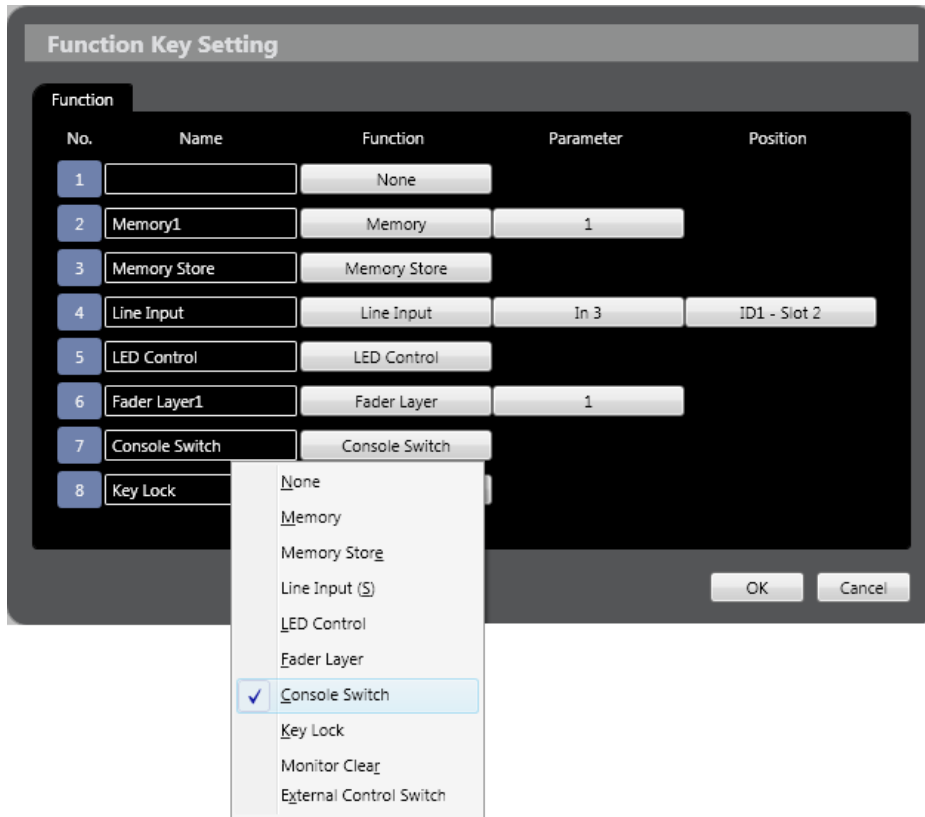 Function Key Setting
Function
No. Name Function Parameter Position
1 None
2 Memory1 Memory 1
3 Memory Store Memory Store
4 Line Input Line Input In 3 ID1 - Slot 2
5 LED Control LED Control
6 Fader Layer1 Fader Layer 1
7 Console Switch Console Switch
8 Key Lock
None
Memory
Memory Store
Line Input (S)
LED Control
Fader Layer
Console Switch
Key Lock
Monitor Clear
External Control Switch
OK Cancel